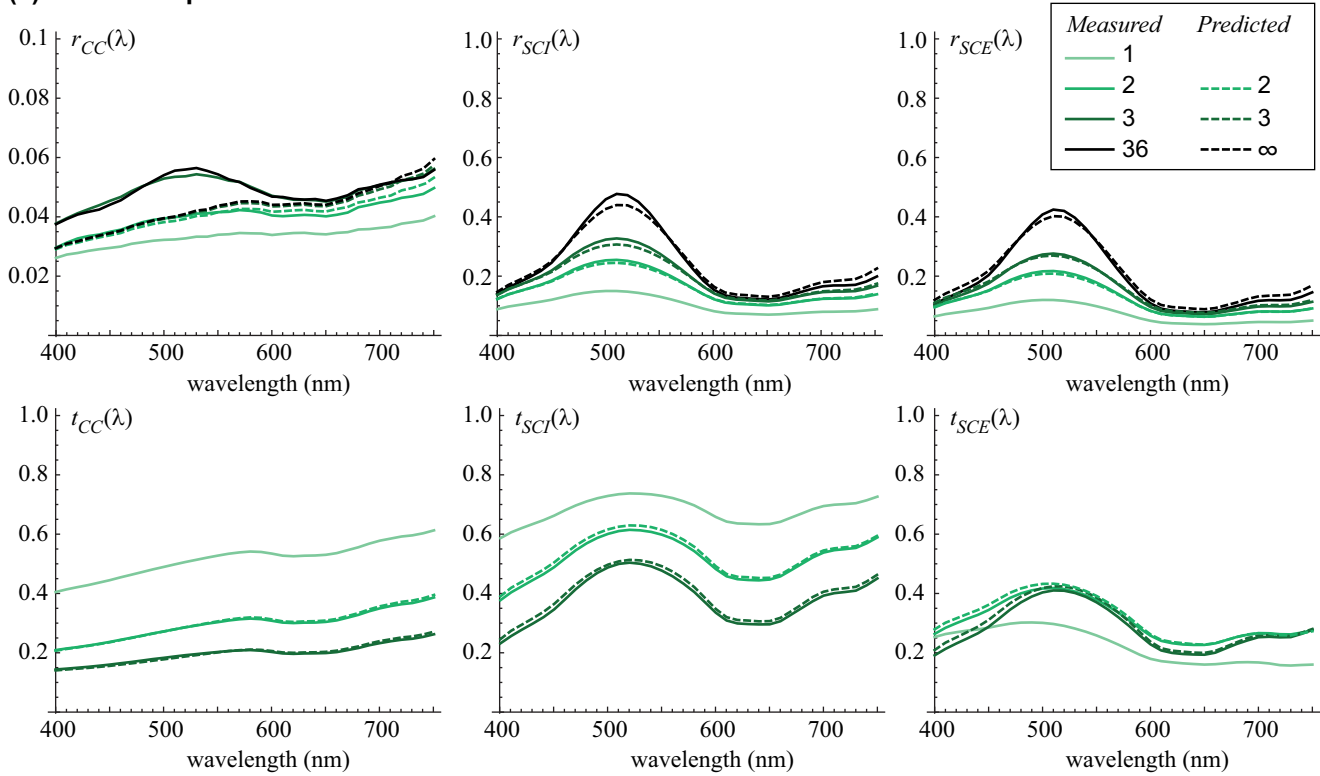 r_CC(λ)
0.1
0.08
0.06
0.04
0.02
400 500 600 700
wavelength (nm)
r_SCI(λ)
1.0
0.8
0.6
0.4
0.2
400 500 600 700
wavelength (nm)
r_SCE(λ)
1.0
0.8
0.6
0.4
0.2
400 500 600 700
wavelength (nm)
Measured Predicted
1
2 2
3 3
36 ∞
t_CC(λ)
1.0
0.8
0.6
0.4
0.2
400 500 600 700
wavelength (nm)
t_SCI(λ)
1.0
0.8
0.6
0.4
0.2
400 500 600 700
wavelength (nm)
t_SCE(λ)
1.0
0.8
0.6
0.4
0.2
400 500 600 700
wavelength (nm)